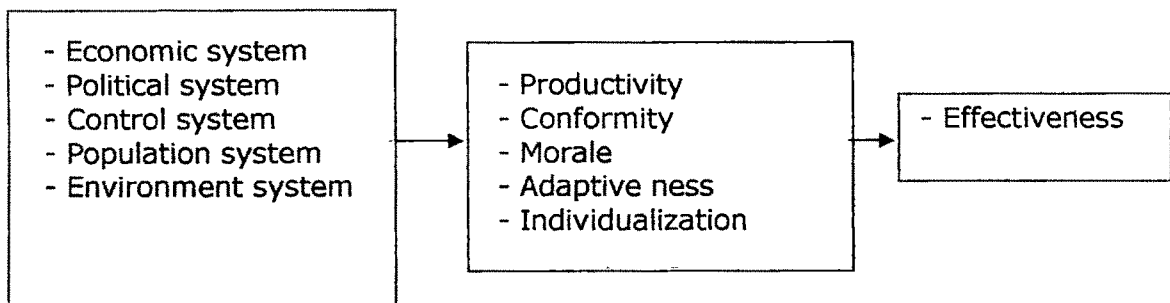 - Economic system
- Political system
- Control system
- Population system
- Environment system
- Productivity
- Conformity
- Morale
- Adaptive ness
- Individualization
- Effectiveness